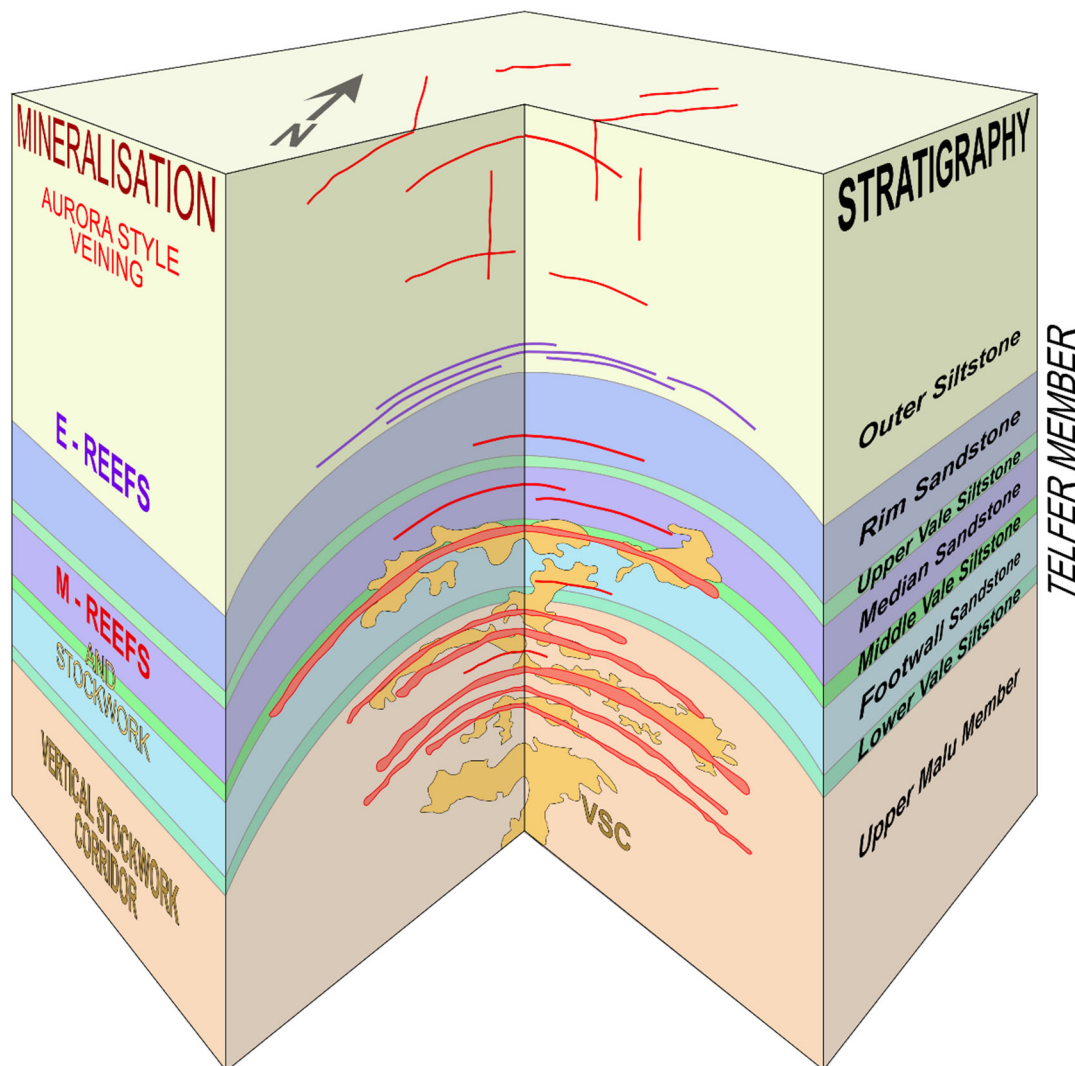 MINERALISATION
AURORA STYLE
VEINING
E - REEFS
M - REEFS
AND
STOCKWORK
VERTICAL STOCKWORK
CORRIDOR
N
VSC
STRATIGRAPHY
Outer Siltstone
Rim Sandstone
Upper Vale Siltstone
Median Sandstone
Middle Vale Siltstone
Footwall Sandstone
Lower Vale Siltstone
Upper Malu Member
TELFER MEMBER